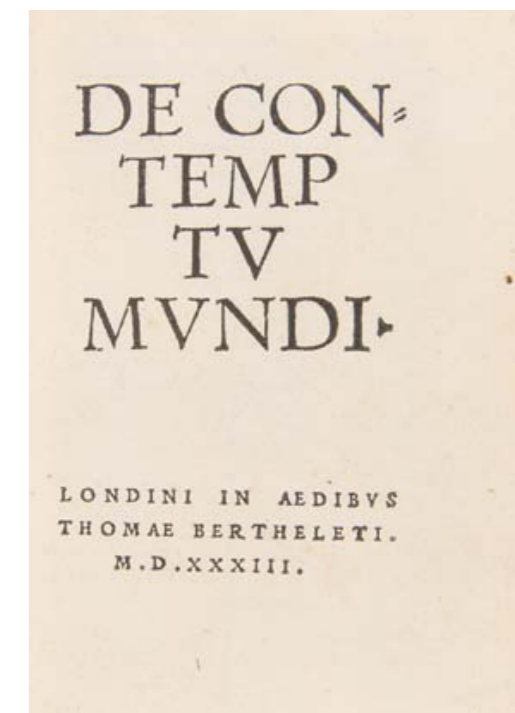 DE CON⸗
TEMP
TV
MVNDI.
LONDINI IN AEDIBVS
THOMAE BERTHELETI.
M.D.XXXIII.